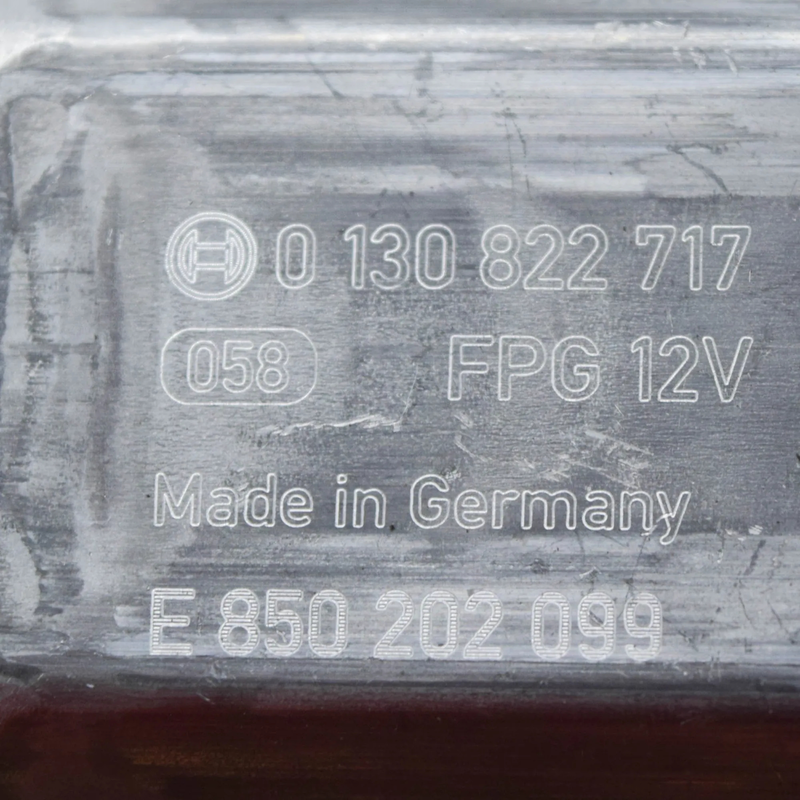 0 130 822 717
058 FPG 12V
Made in Germany
E 850 202 099